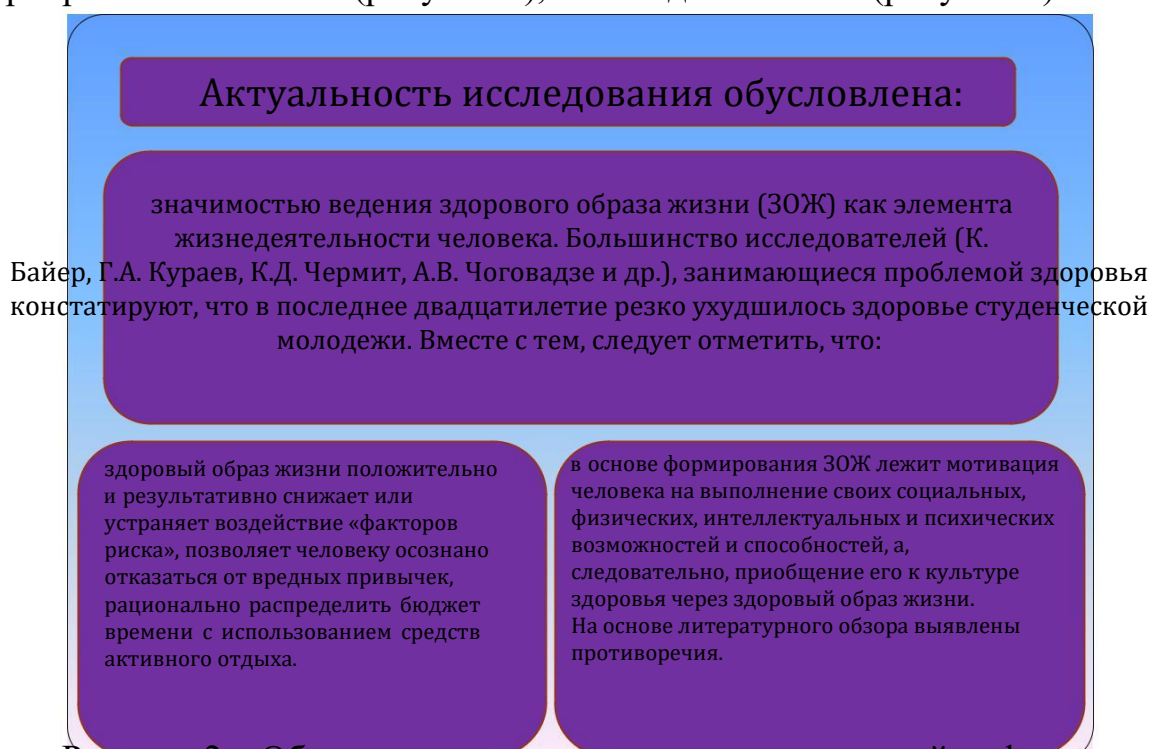 Актуальность исследования обусловлена:
значимостью ведения здорового образа жизни (ЗОЖ) как элемента
жизнедеятельности человека. Большинство исследователей (К.
Байер, Г.А. Кураев, К.Д. Чермит, А.В. Чоговадзе и др.), занимающиеся проблемой здоровья
констатируют, что в последнее двадцатилетие резко ухудшилось здоровье студенческой
молодежи. Вместе с тем, следует отметить, что:
здоровый образ жизни положительно
и результативно снижает или
устраняет воздействие «факторов
риска», позволяет человеку осознано
отказаться от вредных привычек,
рационально распределить бюджет
времени с использованием средств
активного отдыха.
в основе формирования ЗОЖ лежит мотивация
человека на выполнение своих социальных,
физических, интеллектуальных и психических
возможностей и способностей, а,
следовательно, приобщение его к культуре
здоровья через здоровый образ жизни.
На основе литературного обзора выявлены
противоречия.